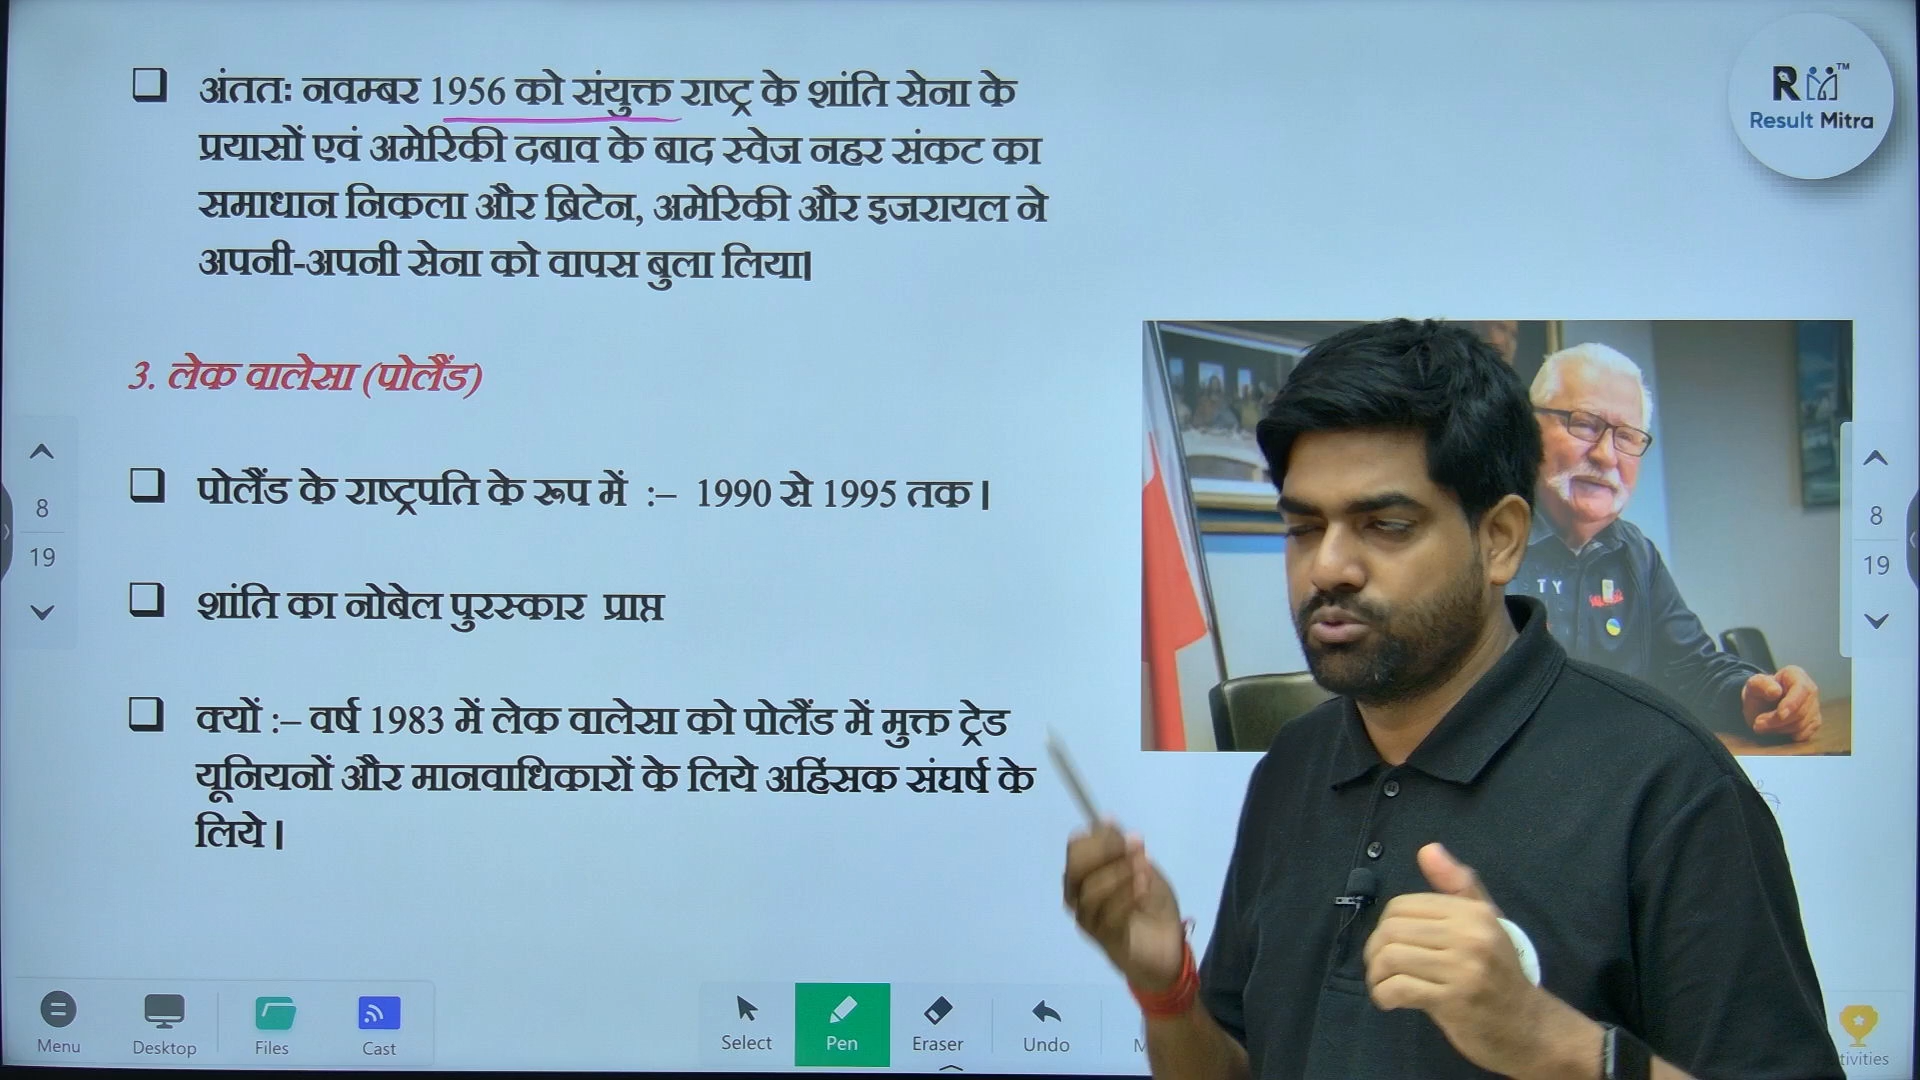 अंततः नवम्बर 1956 को संयुक्त राष्ट्र के शांति सेना के
प्रयासों एवं अमेरिकी दबाव के बाद स्वेज नहर संकट का
समाधान निकला और ब्रिटेन, अमेरिकी और इजरायल ने
अपनी-अपनी सेना को वापस बुला लिया।
RM™
Result Mitra
3. लेक वालेसा (पोलैंड)
पोलैंड के राष्ट्रपति के रूप में :– 1990 से 1995 तक।
शांति का नोबेल पुरस्कार प्राप्त
क्यों :– वर्ष 1983 में लेक वालेसा को पोलैंड में मुक्त ट्रेड
यूनियनों और मानवाधिकारों के लिये अहिंसक संघर्ष के
लिये।
8
19
8
19
TY
Menu
Desktop
Files
Cast
Select
Pen
Eraser
Undo